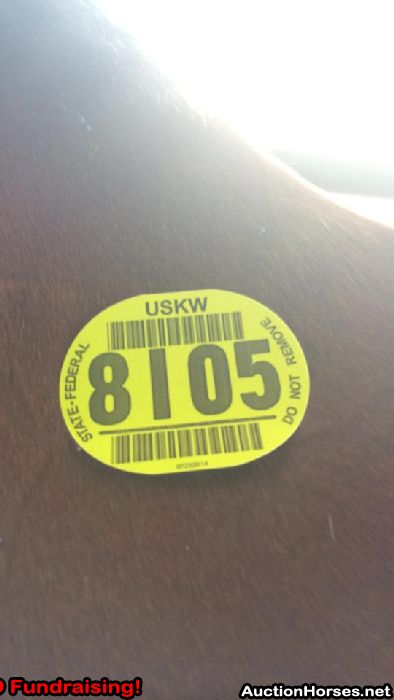 USKW
STATE-FEDERAL
8105
DO NOT REMOVE
Fundraising!
AuctionHorses.net